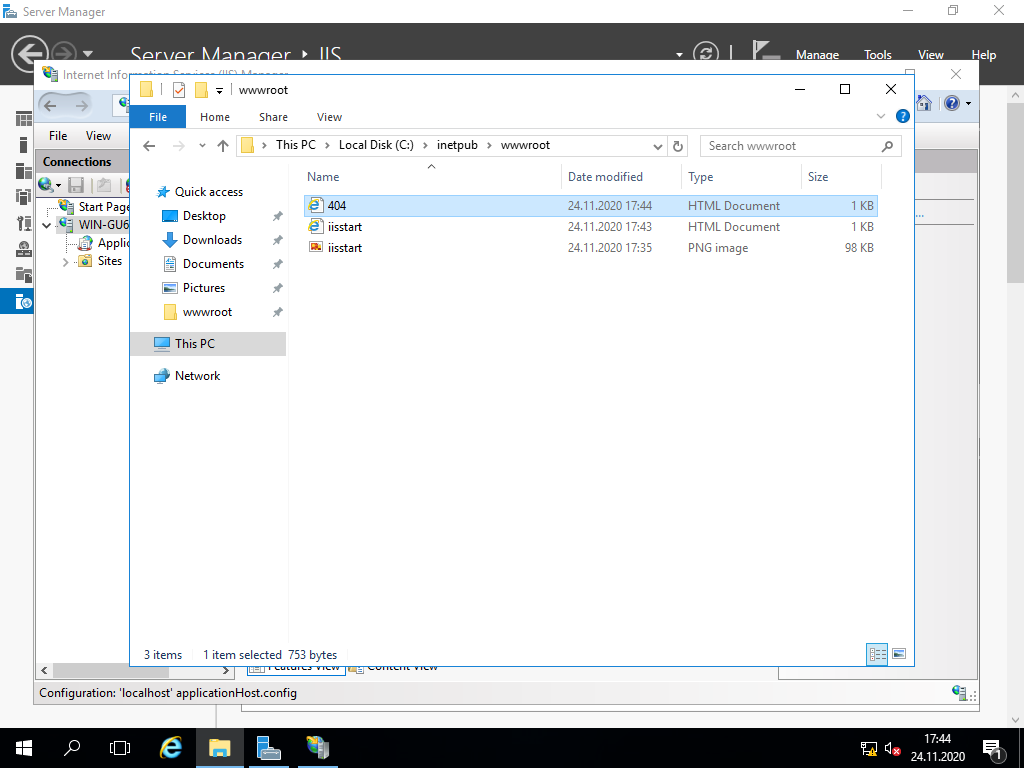 Server Manager
Server Manager ‣ IIS
Manage Tools View Help
Internet Information Services (IIS) Manager
wwwroot
File Home Share View
This PC › Local Disk (C:) › inetpub › wwwroot
Search wwwroot
File View
Connections
Start Page
WIN-GU6
Applic
Sites
Quick access
Desktop
Downloads
Documents
Pictures
wwwroot
This PC
Network
Name Date modified Type Size
404 24.11.2020 17:44 HTML Document 1 KB
iisstart 24.11.2020 17:43 HTML Document 1 KB
iisstart 24.11.2020 17:35 PNG image 98 KB
...
3 items 1 item selected 753 bytes
Features View Content View
Configuration: 'localhost' applicationHost.config
17:44
24.11.2020
1